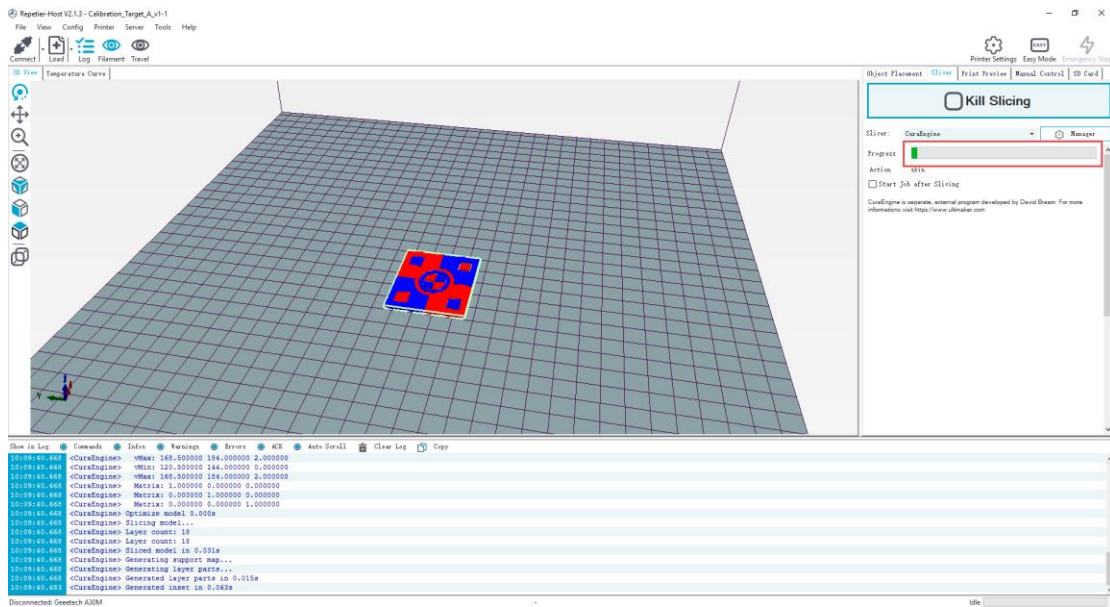 Repetier-Host V2.1.3 - Calibration_Target_A_v1-1
File View Config Printer Server Tools Help
Connect Load Log Filament Travel
EASY
Printer Settings Easy Mode Emergency Stop
3D View Temperature Curve
Object Placement Slicer Print Preview Manual Control SD Card
Kill Slicing
Slicer: CuraEngine Manager
Progress
Action skin
Start Job after Slicing
CuraEngine is separate, external program developed by David Braam. For more
informations visit https://www.ultimaker.com
Y
Show in Log: Commands Infos Warnings Errors ACK Auto Scroll Clear Log Copy
10:09:40.668 <CuraEngine> vMax: 168.500000 184.000000 2.000000
10:09:40.668 <CuraEngine> vMin: 120.500000 144.000000 0.000000
10:09:40.668 <CuraEngine> vMax: 168.500000 184.000000 2.000000
10:09:40.668 <CuraEngine> Matrix: 1.000000 0.000000 0.000000
10:09:40.668 <CuraEngine> Matrix: 0.000000 1.000000 0.000000
10:09:40.668 <CuraEngine> Matrix: 0.000000 0.000000 1.000000
10:09:40.668 <CuraEngine> Optimize model 0.000s
10:09:40.668 <CuraEngine> Slicing model...
10:09:40.668 <CuraEngine> Layer count: 18
10:09:40.668 <CuraEngine> Layer count: 18
10:09:40.668 <CuraEngine> Sliced model in 0.031s
10:09:40.668 <CuraEngine> Generating support map...
10:09:40.668 <CuraEngine> Generating layer parts...
10:09:40.668 <CuraEngine> Generated layer parts in 0.015s
10:09:40.683 <CuraEngine> Generated inset in 0.063s
Disconnected: Geeetech A30M - Idle